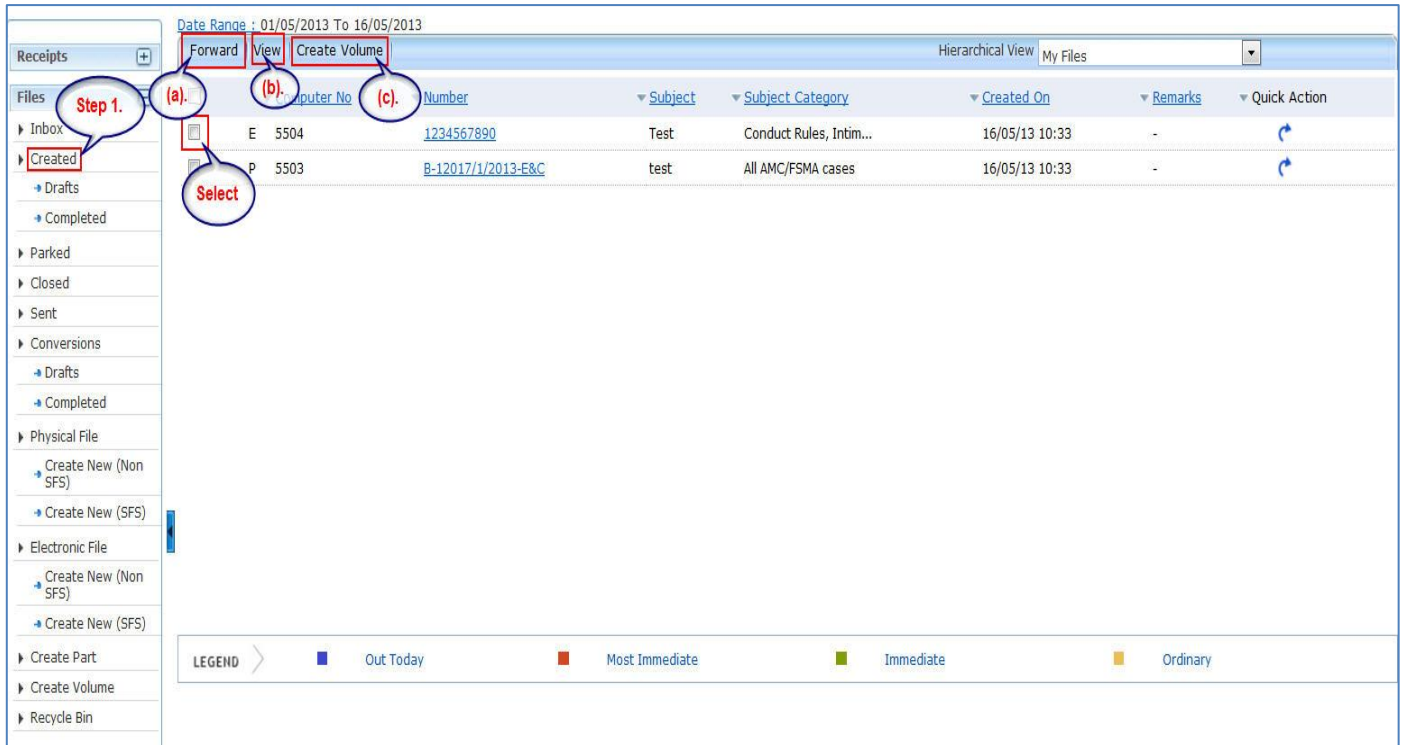 Date Range : 01/05/2013 To 16/05/2013
Receipts
Forward View Create Volume Hierarchical View My Files
(a). (b). (c).
Files
Step 1.
Computer No Number Subject Subject Category Created On Remarks Quick Action
Inbox
E 5504 1234567890 Test Conduct Rules, Intim... 16/05/13 10:33 -
Created
P 5503 B-12017/1/2013-E&C test All AMC/FSMA cases 16/05/13 10:33 -
Select
Drafts
Completed
Parked
Closed
Sent
Conversions
Drafts
Completed
Physical File
Create New (Non
SFS)
Create New (SFS)
Electronic File
Create New (Non
SFS)
Create New (SFS)
Create Part
Create Volume
Recycle Bin
LEGEND Out Today Most Immediate Immediate Ordinary